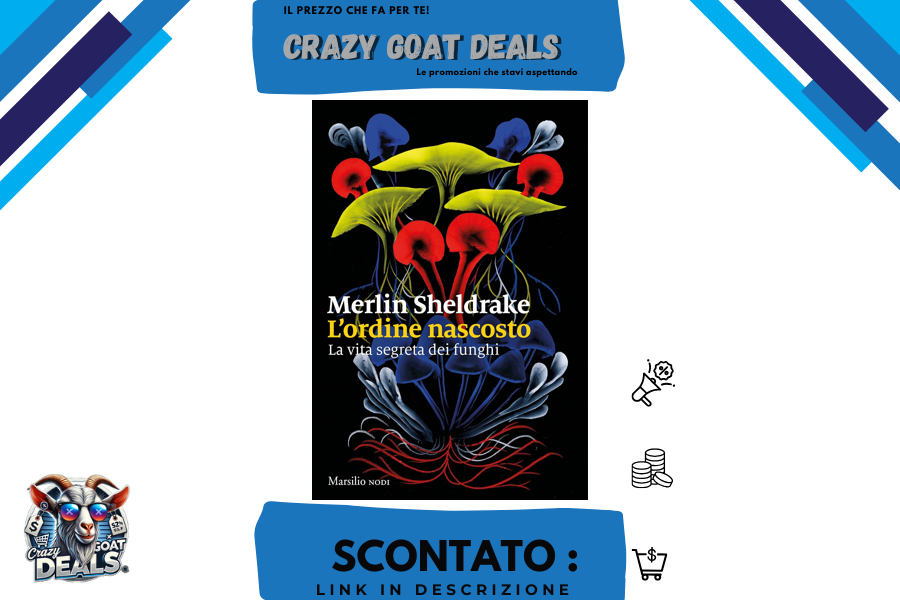 IL PREZZO CHE FA PER TE!
CRAZY GOAT DEALS
Le promozioni che stavi aspettando
Merlin Sheldrake
L'ordine nascosto
La vita segreta dei funghi
Marsilio NODI
$
%
Crazy GOAT
DEALS
SCONTATO :
$
LINK IN DESCRIZIONE